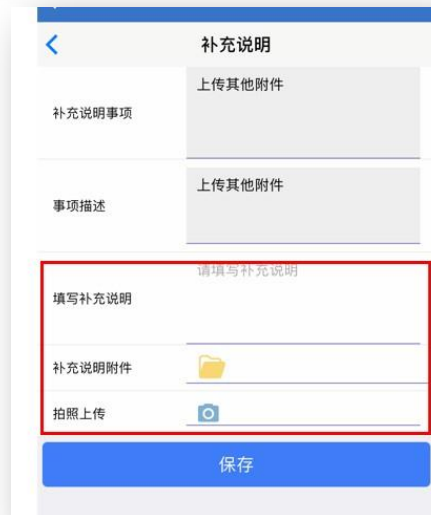 补充说明
上传其他附件
补充说明事项
上传其他附件
事项描述
请填写补充说明
填写补充说明
补充说明附件
拍照上传
保存